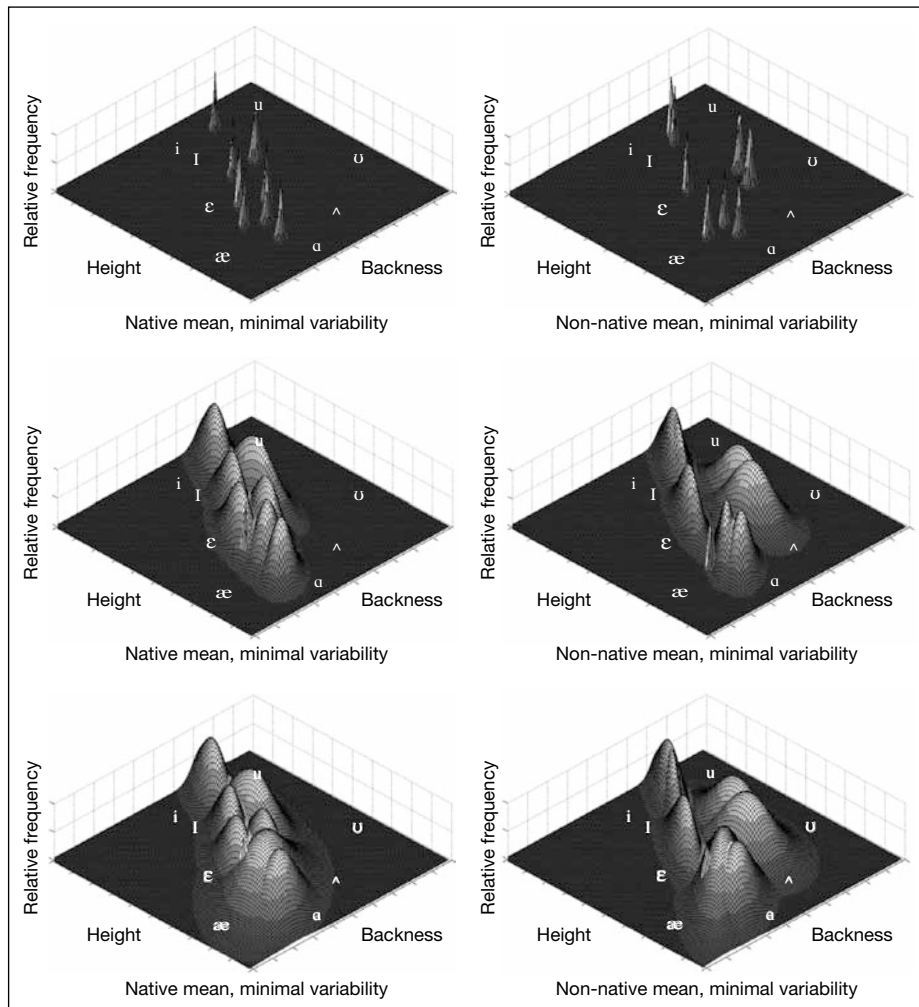 Relative frequency
u
i
I
ʊ
ɛ
^
æ
ɑ
Height
Backness
Native mean, minimal variability
Relative frequency
u
i
I
ʊ
ɛ
^
æ
ɑ
Height
Backness
Non-native mean, minimal variability
Relative frequency
u
i
I
ʊ
ɛ
^
æ
ɑ
Height
Backness
Native mean, minimal variability
Relative frequency
u
i
I
ʊ
ɛ
^
æ
ɑ
Height
Backness
Non-native mean, minimal variability
Relative frequency
u
i
I
ʊ
ɛ
^
æ
ɑ
Height
Backness
Native mean, minimal variability
Relative frequency
u
i
I
ʊ
ɛ
^
æ
ɑ
Height
Backness
Non-native mean, minimal variability